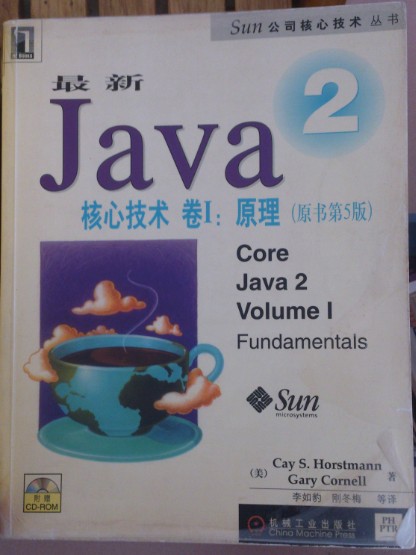 Sun 公司核心技术 丛书
最新
Java 2
核心技术 卷I：原理（原书第5版）
Core
Java 2
Volume I
Fundamentals
Sun
microsystems
（美） Cay S. Horstmann
Gary Cornell 著
李如豹 刚冬梅 等译
附赠
CD-ROM
机械工业出版社
China Machine Press
PH
PTR